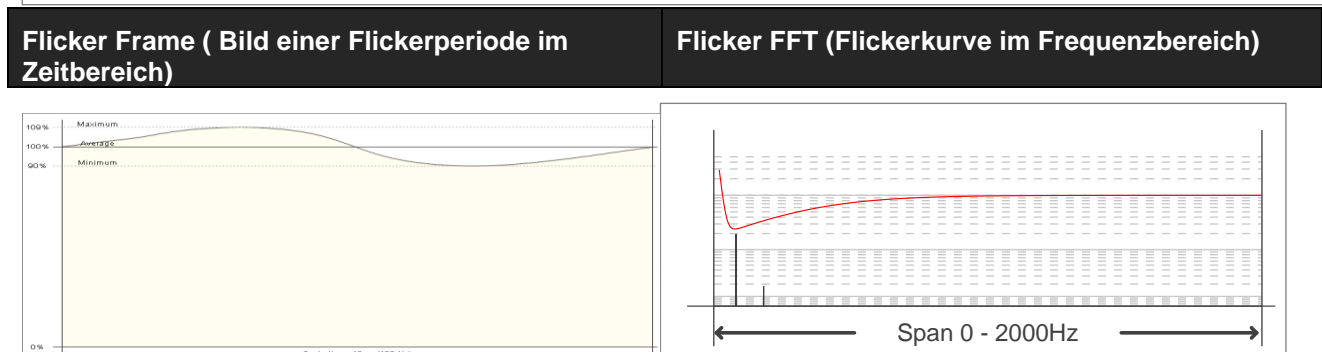 Flicker Frame ( Bild einer Flickerperiode im
Zeitbereich)
Flicker FFT (Flickerkurve im Frequenzbereich)
109%
Maximum
100%
Average
90%
Minimum
0%
Span 0 - 2000Hz